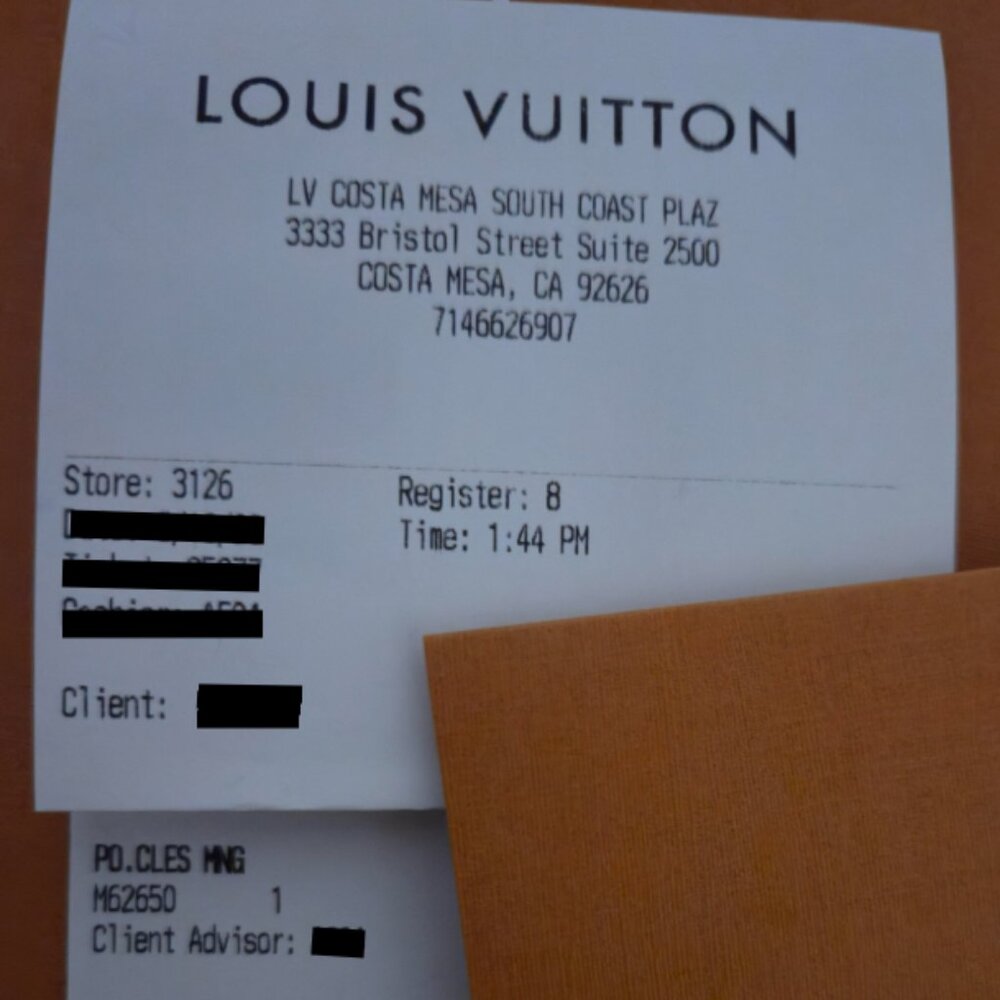 LOUIS VUITTON
LV COSTA MESA SOUTH COAST PLAZ
3333 Bristol Street Suite 2500
COSTA MESA, CA 92626
7146626907
Store: 3126 Register: 8
Time: 1:44 PM
Client:
PO.CLES MNG
M62650 1
Client Advisor: